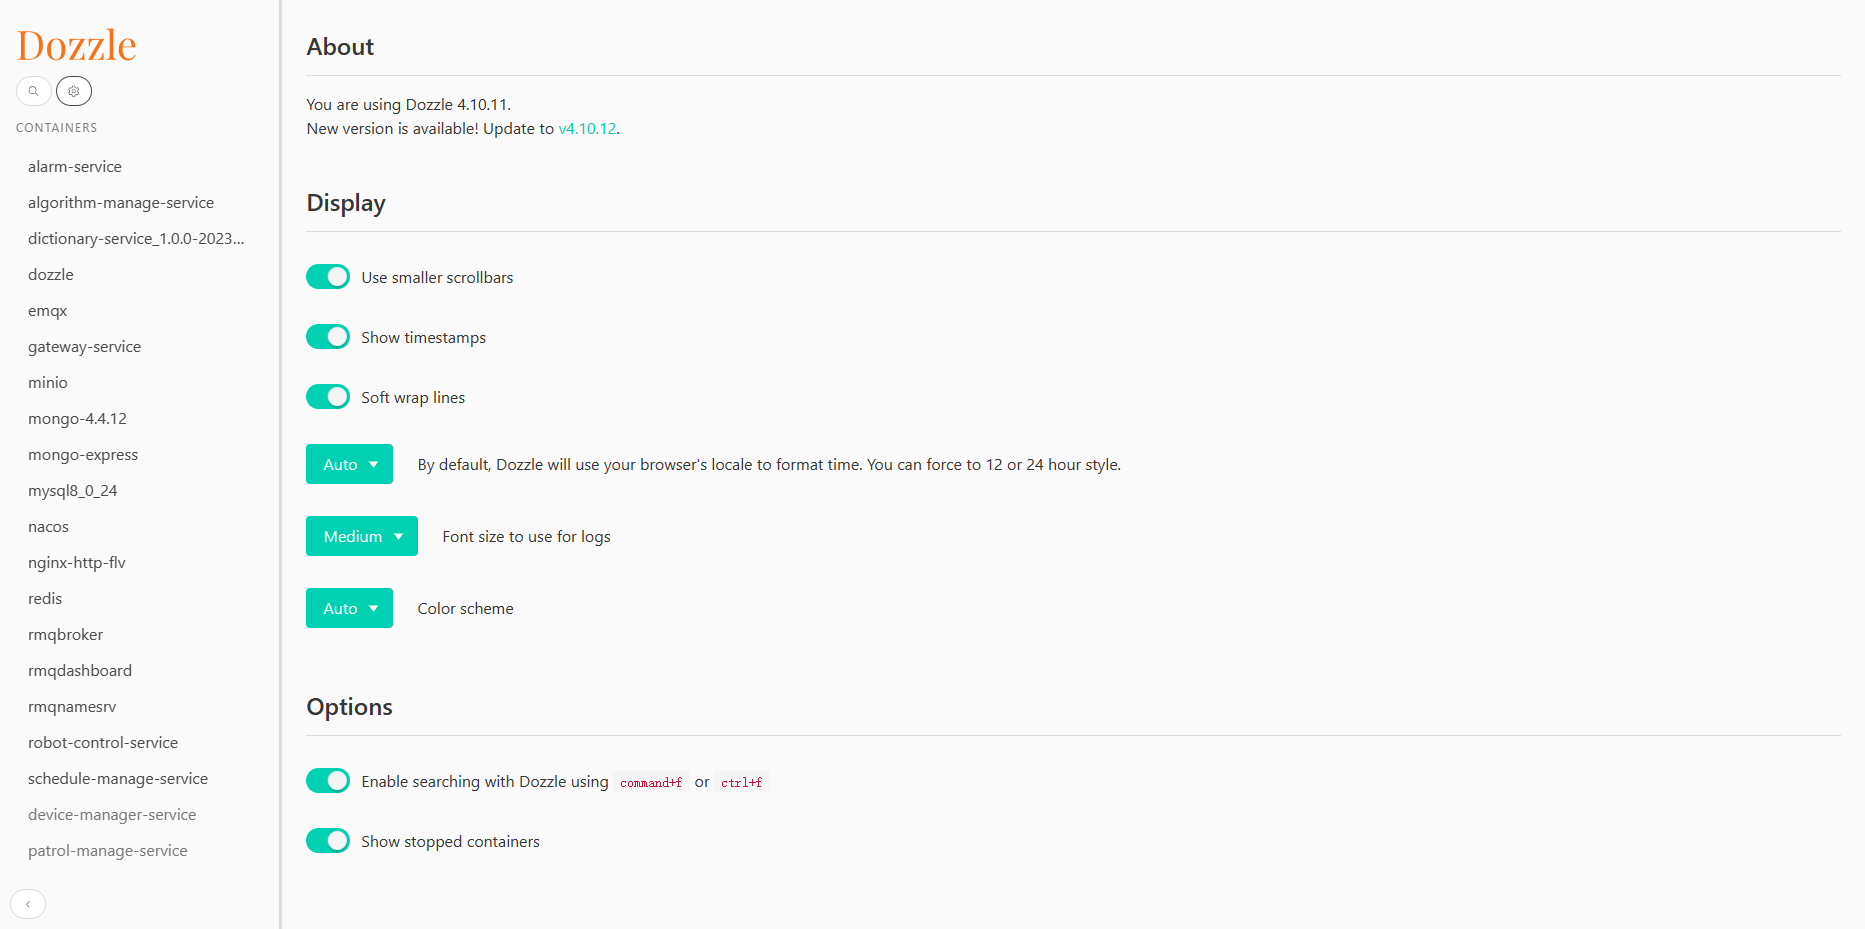 Dozzle
CONTAINERS
alarm-service
algorithm-manage-service
dictionary-service_1.0.0-2023...
dozzle
emqx
gateway-service
minio
mongo-4.4.12
mongo-express
mysql8_0_24
nacos
nginx-http-flv
redis
rmqbroker
rmqdashboard
rmqnamesrv
robot-control-service
schedule-manage-service
device-manager-service
patrol-manage-service
About
You are using Dozzle 4.10.11.
New version is available! Update to v4.10.12.
Display
Use smaller scrollbars
Show timestamps
Soft wrap lines
Auto By default, Dozzle will use your browser's locale to format time. You can force to 12 or 24 hour style.
Medium Font size to use for logs
Auto Color scheme
Options
Enable searching with Dozzle using command+f or ctrl+f
Show stopped containers